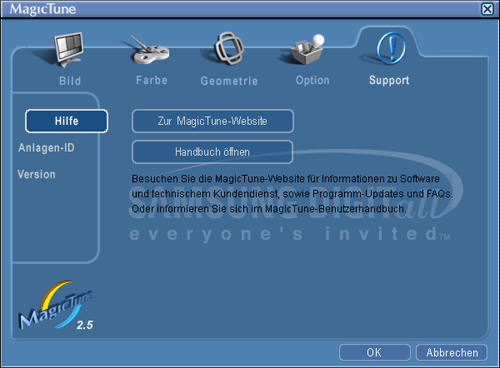 MagicTune
Bild
Farbe
Geometrie
Option
Support
Hilfe
Anlagen-ID
Version
Zur MagicTune-Website
Handbuch öffnen
Besuchen Sie die MagicTune-Website für Informationen zu Software
und technischem Kundendienst, sowie Programm-Updates und FAQs.
Oder informieren Sie sich im MagicTune-Benutzerhandbuch.
SAMSUNG DIGITall
everyone's invited™
MagicTune
2.5
OK
Abbrechen